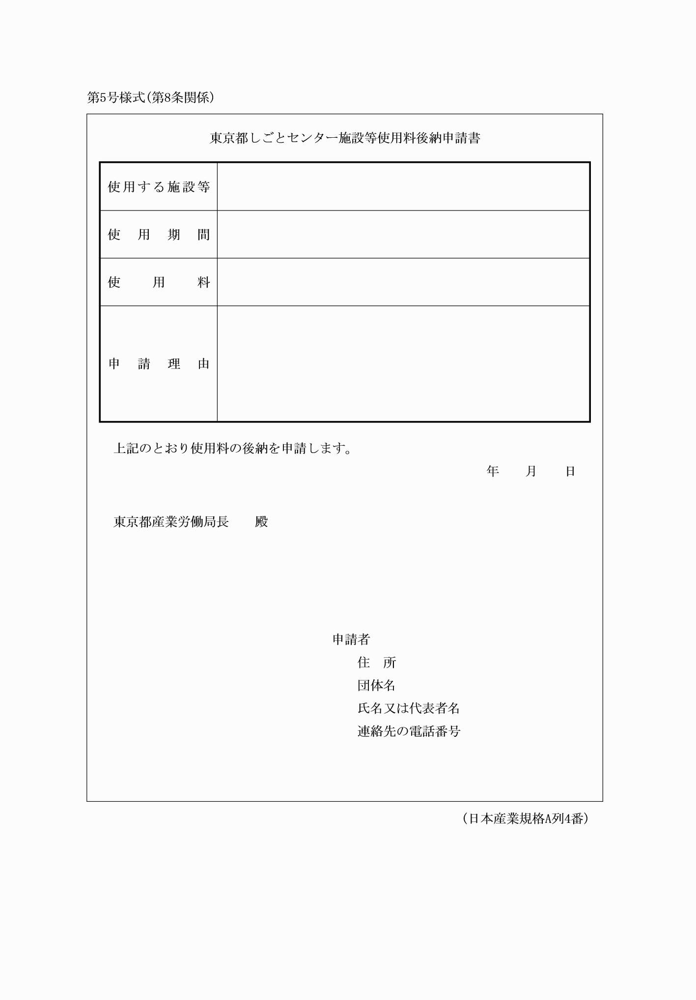 第5号様式(第8条関係)
東京都しごとセンター施設等使用料後納申請書
使用する施設等
使用期間
使用料
申請理由
上記のとおり使用料の後納を申請します。
年　　月　　日
東京都産業労働局長　　殿
申請者
住　所
団体名
氏名又は代表者名
連絡先の電話番号
(日本産業規格A列4番)